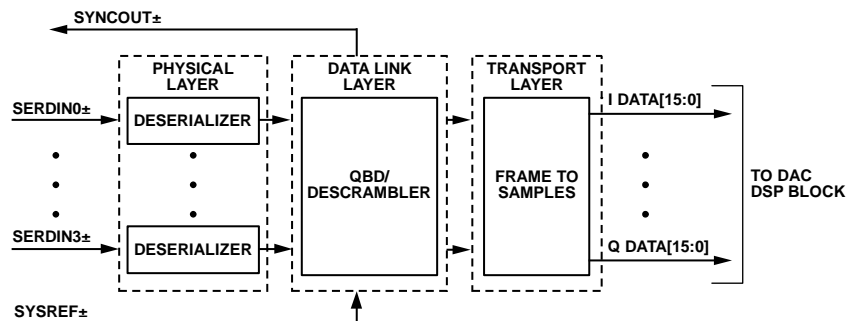 SYNCOUT±
PHYSICAL
LAYER
DATA LINK
LAYER
TRANSPORT
LAYER
SERDIN0±
DESERIALIZER
I DATA[15:0]
QBD/
DESCRAMBLER
FRAME TO
SAMPLES
TO DAC
DSP BLOCK
SERDIN3±
DESERIALIZER
Q DATA[15:0]
SYSREF±